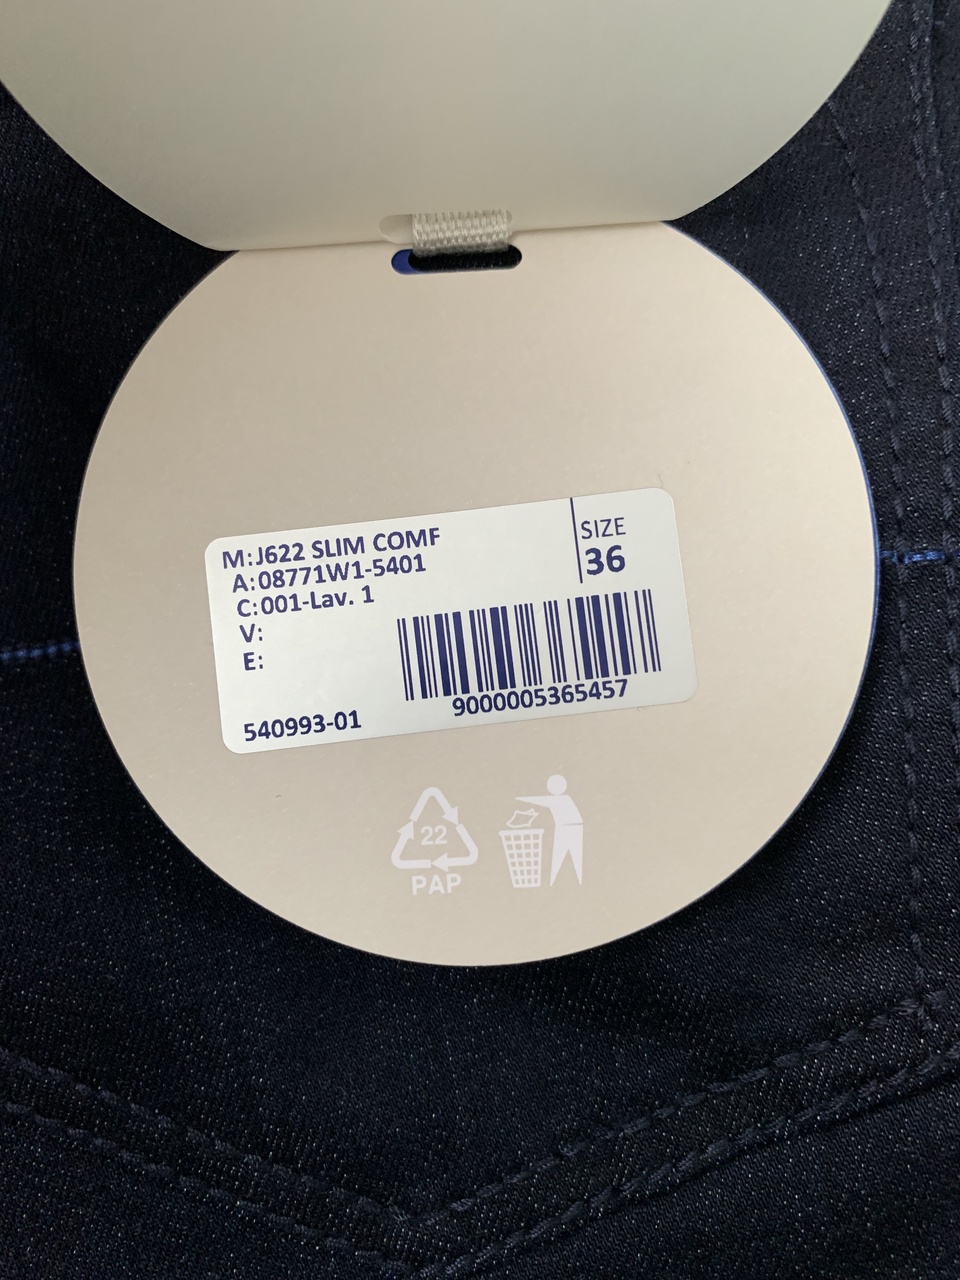 M:J622 SLIM COMF
A:08771W1-5401
C:001-Lav. 1
V:
E:
SIZE
36
9000005365457
540993-01
22
PAP